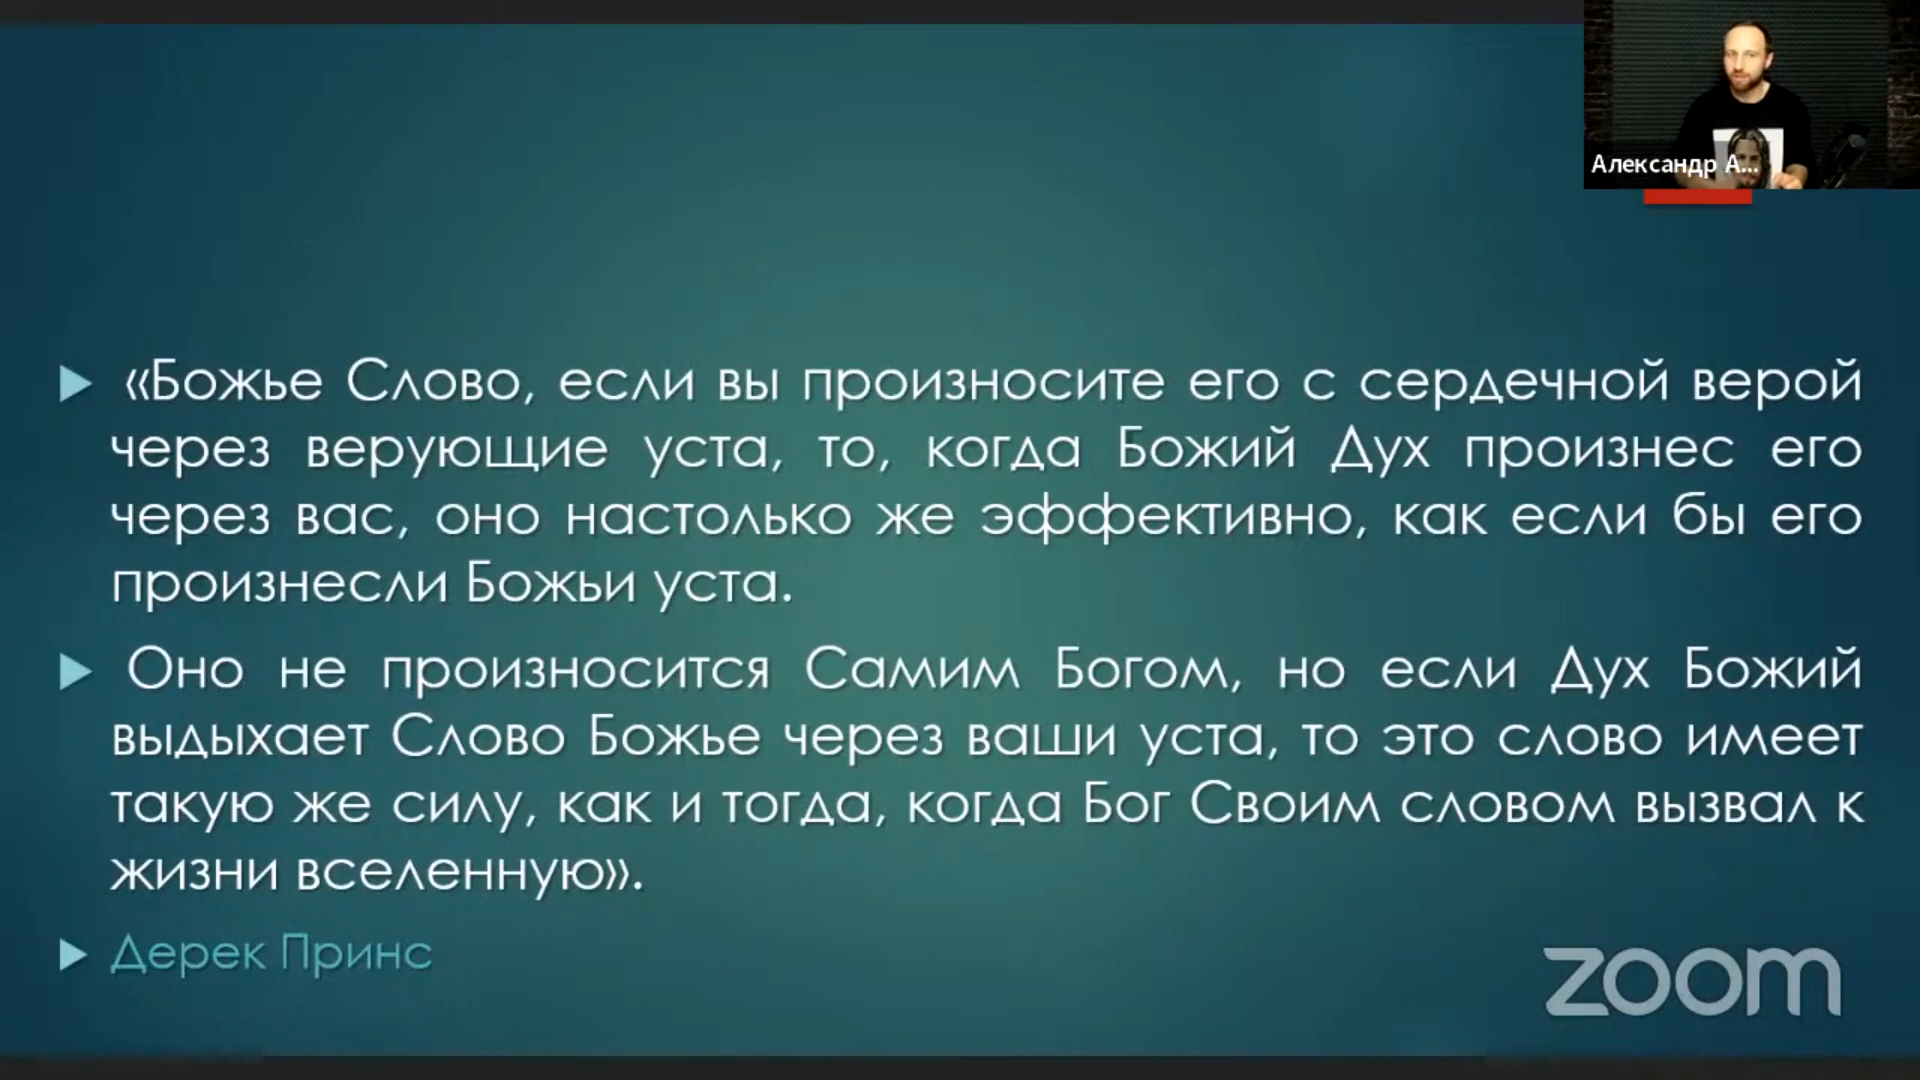 Александр А...
«Божье Слово, если вы произносите его с сердечной верой
через верующие уста, то, когда Божий Дух произнес его
через вас, оно настолько же эффективно, как если бы его
произнесли Божьи уста.
Оно не произносится Самим Богом, но если Дух Божий
выдыхает Слово Божье через ваши уста, то это слово имеет
такую же силу, как и тогда, когда Бог Своим словом вызвал к
жизни вселенную».
Дерек Принс
zoom